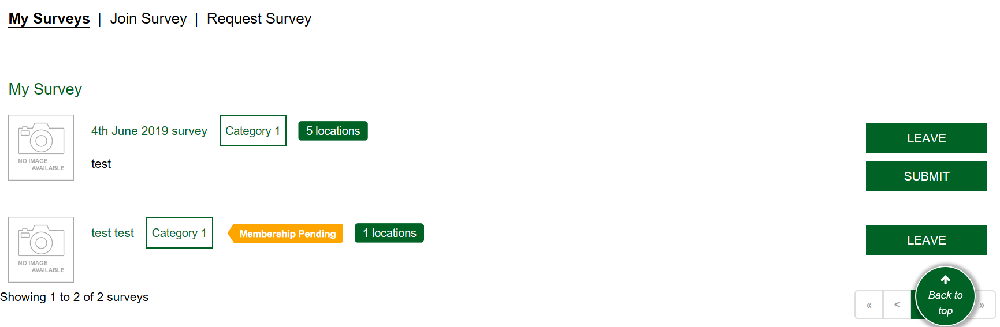 My Surveys | Join Survey | Request Survey
My Survey
NO IMAGE
AVAILABLE
4th June 2019 survey
Category 1
5 locations
test
LEAVE
SUBMIT
NO IMAGE
AVAILABLE
test test
Category 1
Membership Pending
1 locations
LEAVE
Showing 1 to 2 of 2 surveys
« < »
Back to
top